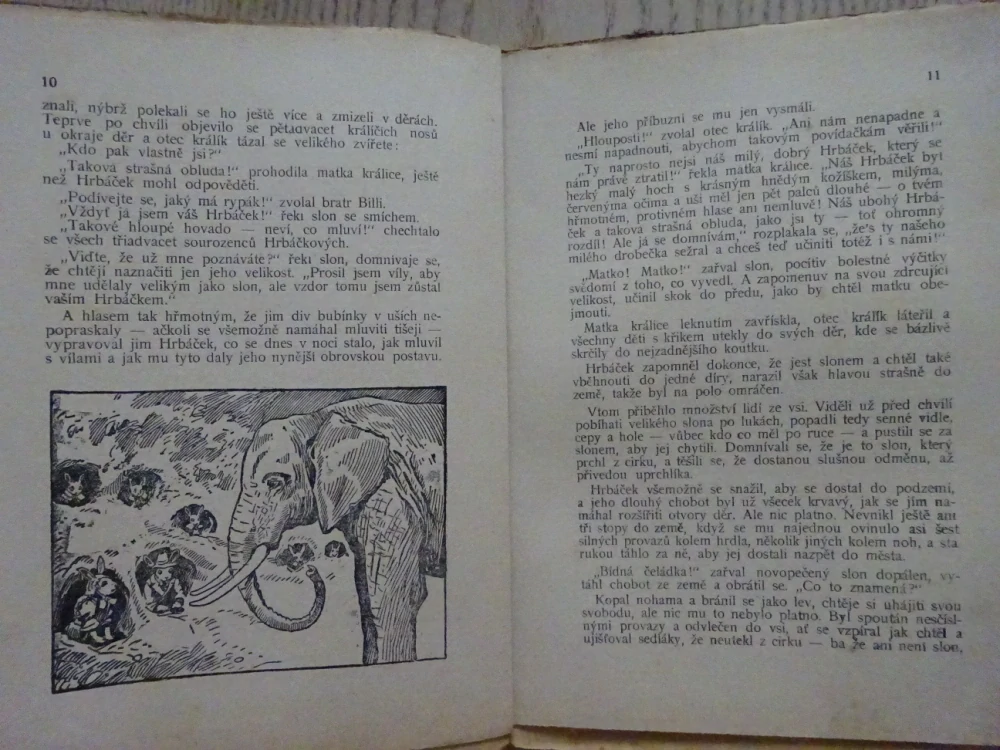 10
znali, nýbrž polekali se ho ještě více a zmizeli v děrách.
Teprve po chvíli objevilo se pětadvacet králičích nosů
u okraje děr a otec králík tázal se velikého zvířete:
„Kdo pak vlastně jsi?“
„Taková strašná obluda!“ prohodila matka králice, ještě
než Hrbáček mohl odpověděti.
„Podívejte se, jaký má rypák!“ zvolal bratr Billi.
„Vždyť já jsem váš Hrbáček!“ řekl slon se smíchem.
„Takové hloupé hovado — neví, co mluví!“ chechtalo
se všech třiadvacet sourozenců Hrbáčkových.
„Viďte, že už mne poznáváte?“ řekl slon, domnívaje se,
že chtějí naznačiti jen jeho velikost. „Prosil jsem víly, aby
mne udělaly velikým jako slon, ale vzdor tomu jsem zůstal
vaším Hrbáčkem.“
A hlasem tak hřmotným, že jim div bubínky v uších ne-
popraskaly — ačkoli se všemožně namáhal mluviti tišeji —
vypravoval jim Hrbáček, co se dnes v noci stalo, jak mluvil
s vílami a jak mu tyto daly jeho nynější obrovskou postavu.
11
Ale jeho příbuzní se mu jen vysmáli.
„Hlouposti!“ zvolal otec králík. „Ani nám nenapadne a
nesmí napadnouti, abychom takovým povídačkám věřili!“
„Ty naprosto nejsi náš milý, dobrý Hrbáček, který se
nám právě ztratil!“ řekla matka králice. „Náš Hrbáček byl
hezký malý hoch s krásným hnědým kožíškem, milýma,
červenýma očima a uši měl jen pět palců dlouhé — o tvém
hřmotném, protivném hlase ani nemluvě! Náš ubohý Hrbá-
ček a taková strašná obluda, jako jsi ty — toť ohromný
rozdíl! Ale já se domnívám,“ rozplakala se, „že's ty našeho
milého drobečka sežral a chceš teď učiniti totéž i s námi!“
„Matko! Matko!“ zařval slon, pocítiv bolestné výčitky
svědomí z toho, co vyvedl. A zapomenuv na svou zdrcující
velikost, učinil skok do předu, jako by chtěl matku obe-
jmouti.
Matka králice leknutím zavřískla, otec králík láteřil a
všechny děti s křikem utekly do svých děr, kde se bázlivě
skrčily do nejzadnějšího koutku.
Hrbáček zapomněl dokonce, že jest slonem a chtěl také
vběhnouti do jedné díry, narazil však hlavou strašně do
země, takže byl na polo omráčen.
Vtom přiběhlo množství lidí ze vsi. Viděli už před chvílí
pobíhati velikého slona po lukách, popadli tedy senné vidle,
cepy a hole — vůbec kdo co měl po ruce — a pustili se za
slonem, aby jej chytili. Domnívali se, že je to slon, který
prchl z cirku, a těšili se, že dostanou slušnou odměnu, až
přivedou uprchlíka.
Hrbáček všemožně se snažil, aby se dostal do podzemí,
a jeho dlouhý chobot byl už všecek krvavý, jak se jím na-
máhal rozšířiti otvory děr. Ale nic platno. Nevnikl ještě ani
tři stopy do země, když se mu najednou ovinulo asi šest
silných provazů kolem hrdla, několik jiných kolem noh, a sta
rukou táhlo za ně, aby jej dostali nazpět do města.
„Bídná čeládka!“ zařval novopečený slon dopálen, vy-
táhl chobot ze země a obrátil se. „Co to znamená?“
Kopal nohama a bránil se jako lev, chtěje si uhájiti svou
svobodu, ale nic mu to nebylo platno. Byl spoután nesčísl-
nými provazy a odvlečen do vsi, ať se vzpíral jak chtěl a
ujišťoval sedláky, že neutekl z cirku — ba že ani není slon,